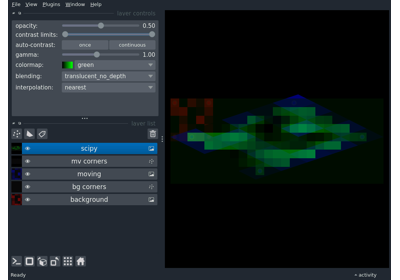 File View Plugins Window Help
layer controls
opacity: 0.50
contrast limits:
auto-contrast: once continuous
gamma: 1.00
colormap: green
blending: translucent_no_depth
interpolation: nearest
layer list
scipy
mv corners
moving
bg corners
background
Ready activity